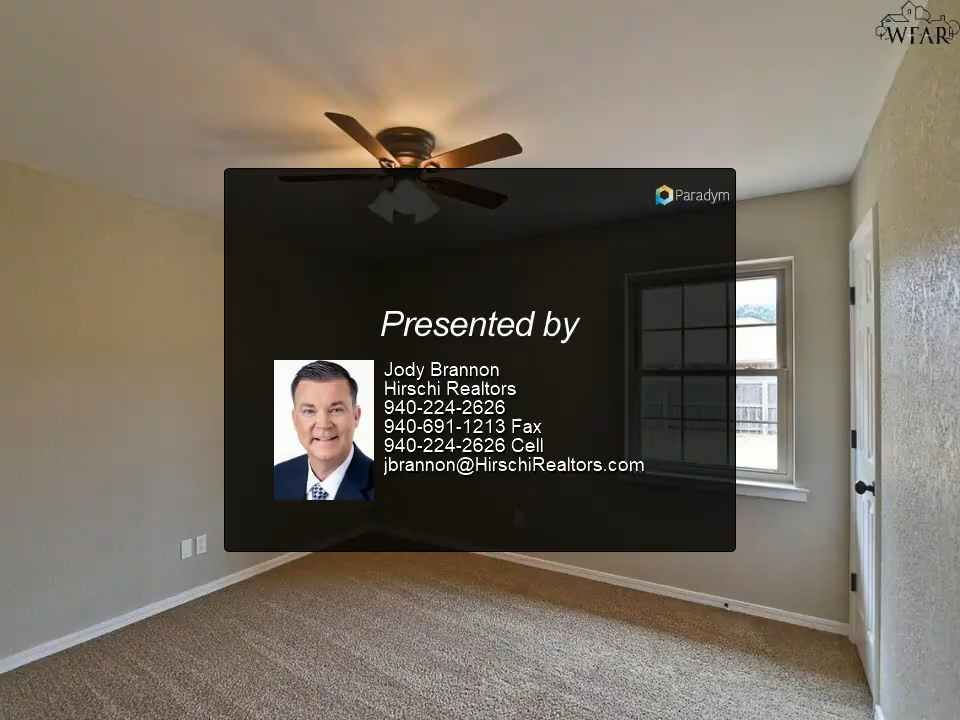 WFAR
Paradym
Presented by
Jody Brannon
Hirschi Realtors
940-224-2626
940-691-1213 Fax
940-224-2626 Cell
jbrannon@HirschiRealtors.com